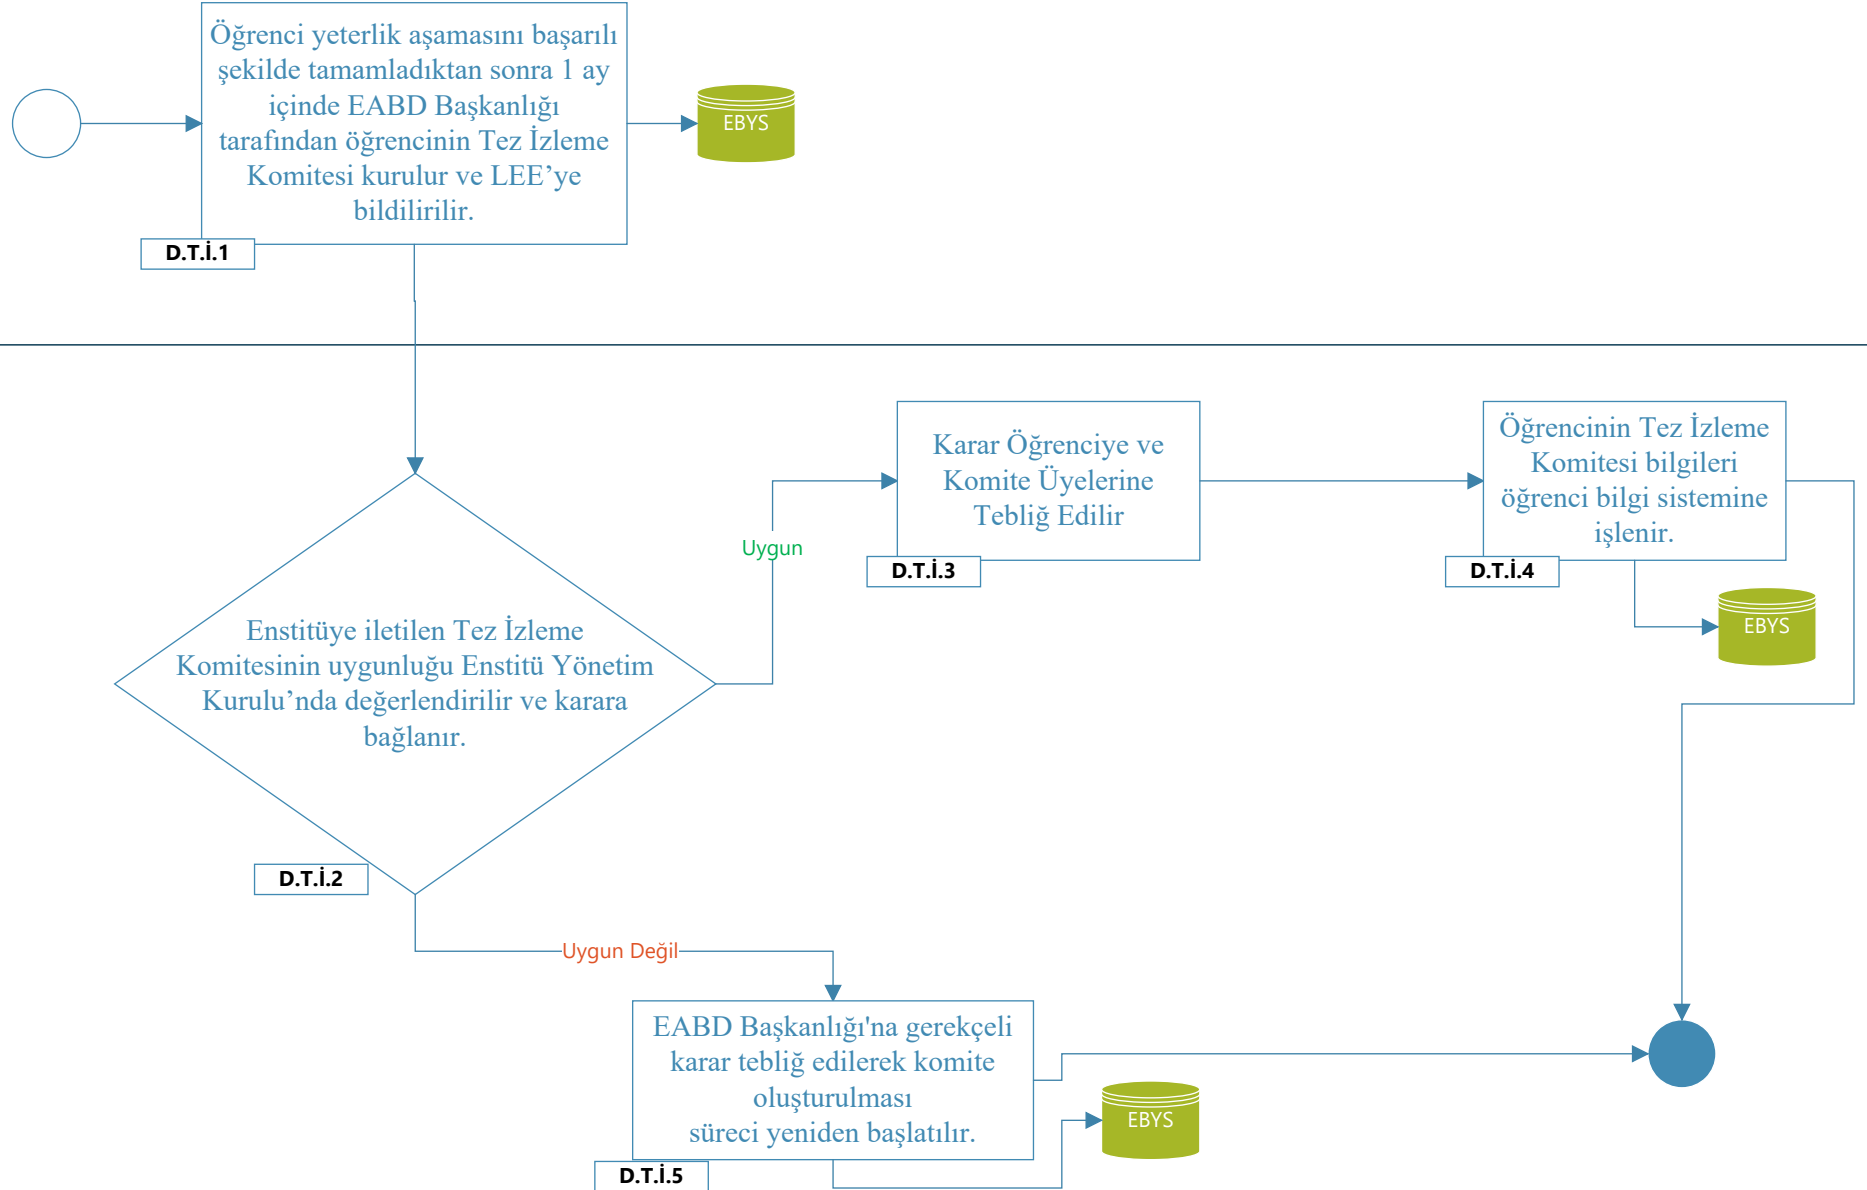 Öğrenci yeterlik aşamasını başarılı
şekilde tamamladıktan sonra 1 ay
içinde EABD Başkanlığı
tarafından öğrencinin Tez İzleme
Komitesi kurulur ve LEE’ye
bildilirilir.
EBYS
D.T.İ.1
Karar Öğrenciye ve
Komite Üyelerine
Tebliğ Edilir
D.T.İ.3
Öğrencinin Tez İzleme
Komitesi bilgileri
öğrenci bilgi sistemine
işlenir.
D.T.İ.4
EBYS
Uygun
Enstitüye iletilen Tez İzleme
Komitesinin uygunluğu Enstitü Yönetim
Kurulu’nda değerlendirilir ve karara
bağlanır.
D.T.İ.2
Uygun Değil
EABD Başkanlığı'na gerekçeli
karar tebliğ edilerek komite
oluşturulması
süreci yeniden başlatılır.
EBYS
D.T.İ.5